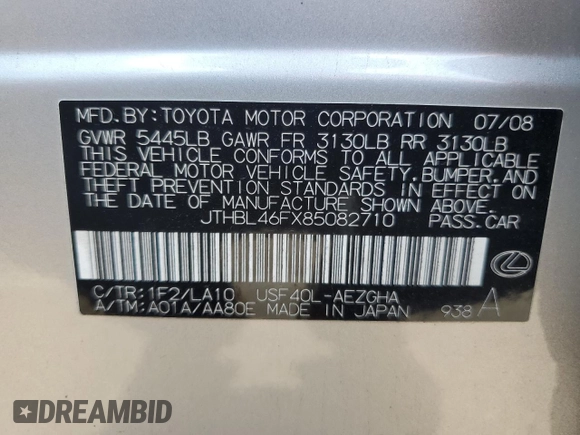 MFD.BY:TOYOTA MOTOR CORPORATION 07/08
GVWR 5445LB GAWR FR 3130LB RR 3130LB
THIS VEHICLE CONFORMS TO ALL APPLICABLE
FEDERAL MOTOR VEHICLE SAFETY,BUMPER,AND
THEFT PREVENTION STANDARDS IN EFFECT ON
THE DATE OF MANUFACTURE SHOWN ABOVE.
JTHBL46FX85082710 PASS.CAR
C/TR:1F2/LA10 USF40L-AEZGHA
A/TM:A01A/AA80E MADE IN JAPAN 938 A
DREAMBID